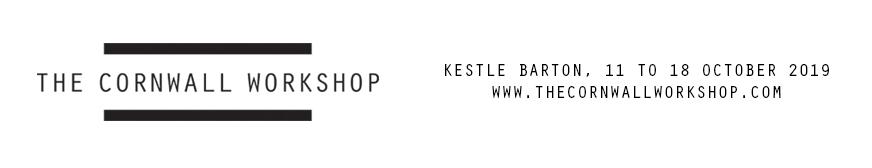 THE CORNWALL WORKSHOP
KESTLE BARTON, 11 TO 18 OCTOBER 2019
WWW.THECORNWALLWORKSHOP.COM